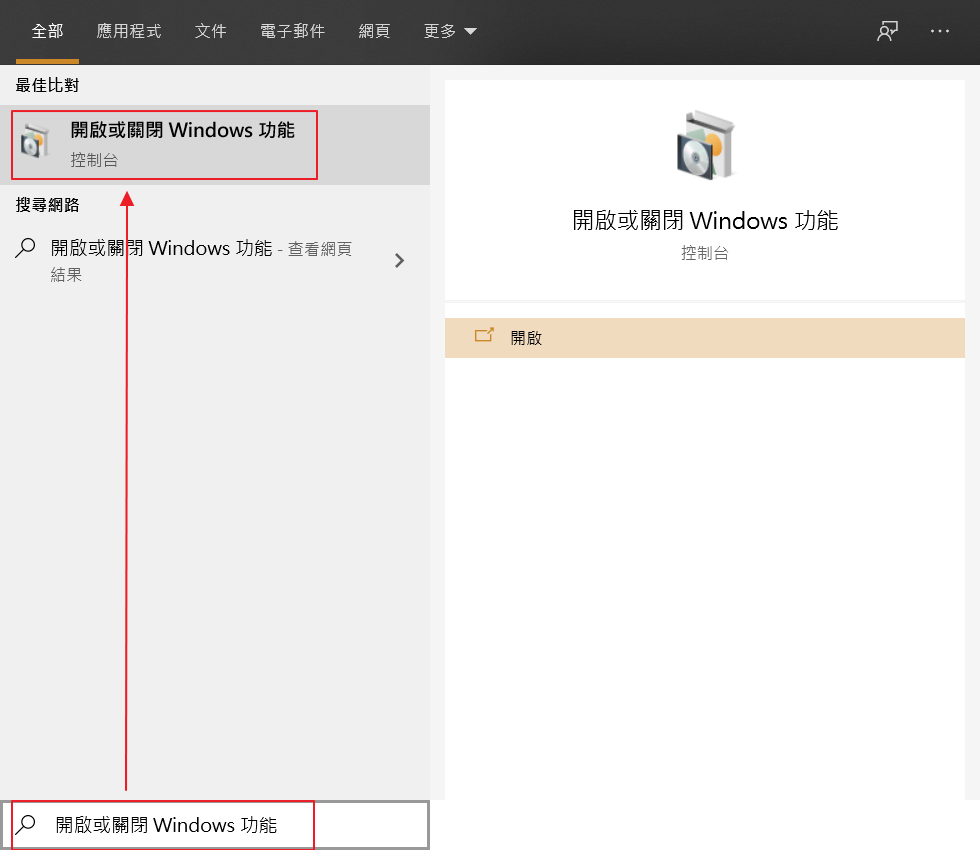 全部 應用程式 文件 電子郵件 網頁 更多
最佳比對
開啟或關閉 Windows 功能
控制台
搜尋網路
開啟或關閉 Windows 功能 - 查看網頁
結果
開啟或關閉 Windows 功能
控制台
開啟
開啟或關閉 Windows 功能